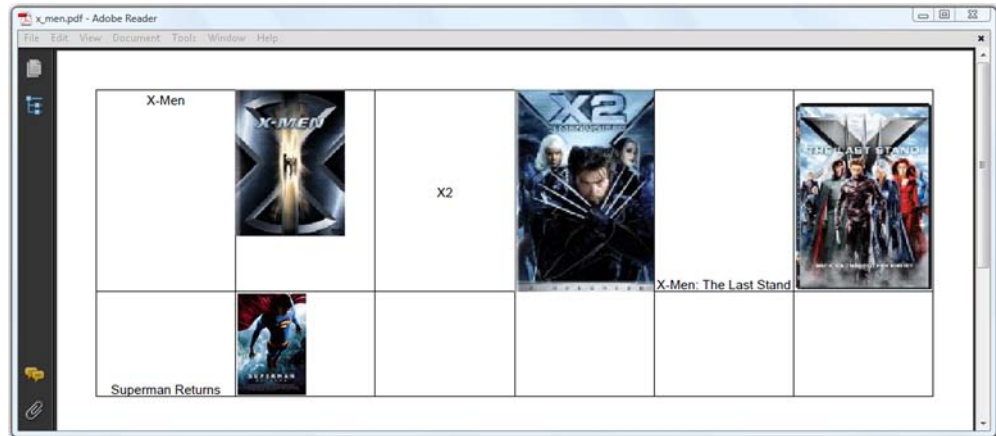 x_men.pdf - Adobe Reader
File Edit View Document Tools Window Help
X-Men
X-MEN
X2
X2
THE LAST STAND
X-Men: The Last Stand
Superman Returns
SUPERMAN